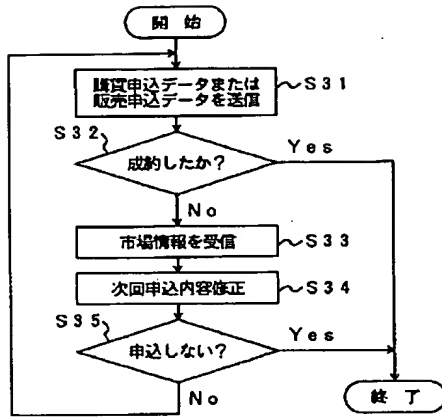 開 始
購買申込データまたは
販売申込データを送信
S31
S32
成約したか?
Yes
No
市場情報を受信
S33
次回申込内容修正
S34
S35
申込しない?
Yes
No
終 了